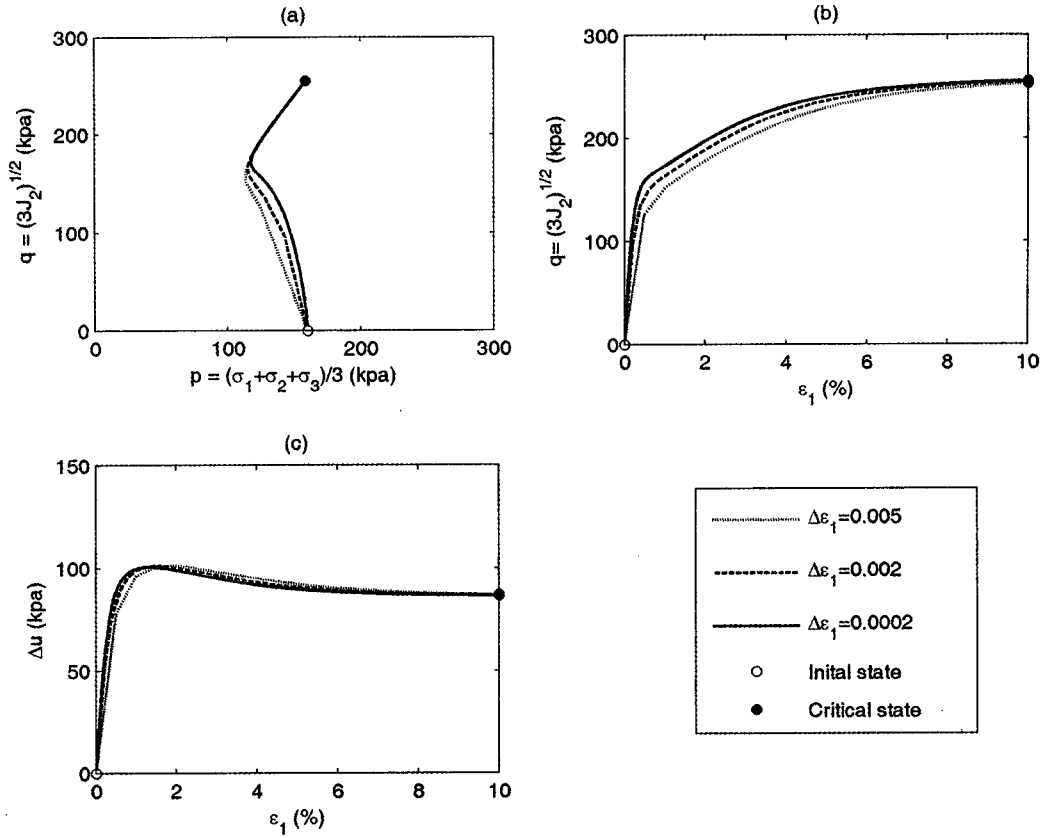 (a)
300
200
100
0
q = (3J₂)^1/2 (kpa)
0
100
200
300
p = (σ₁+σ₂+σ₃)/3 (kpa)
(b)
300
200
100
0
q= (3J₂)^1/2 (kpa)
0
2
4
6
8
10
ε₁ (%)
(c)
150
100
50
0
Δu (kpa)
0
2
4
6
8
10
ε₁ (%)
Δε₁=0.005
Δε₁=0.002
Δε₁=0.0002
Inital state
Critical state